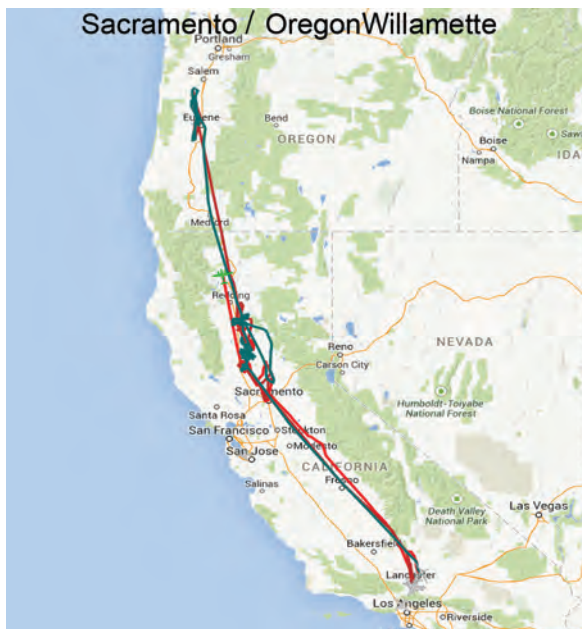 Sacramento / OregonWillamette
Portland
Gresham
Salem
Eugene
Bend
OREGON
Boise National Forest
Boise
Nampa
IDA
Saw
Medford
Redding
Reno
Carson City
NEVADA
Humboldt-Toiyabe
National Forest
Sacramento
Santa Rosa
San Francisco
Stockton
Modesto
San Jose
CALIFORNIA
Salinas
Fresno
Death Valley
National Park
Las Vegas
Bakersfield
Lancaster
Los Angeles
Riverside